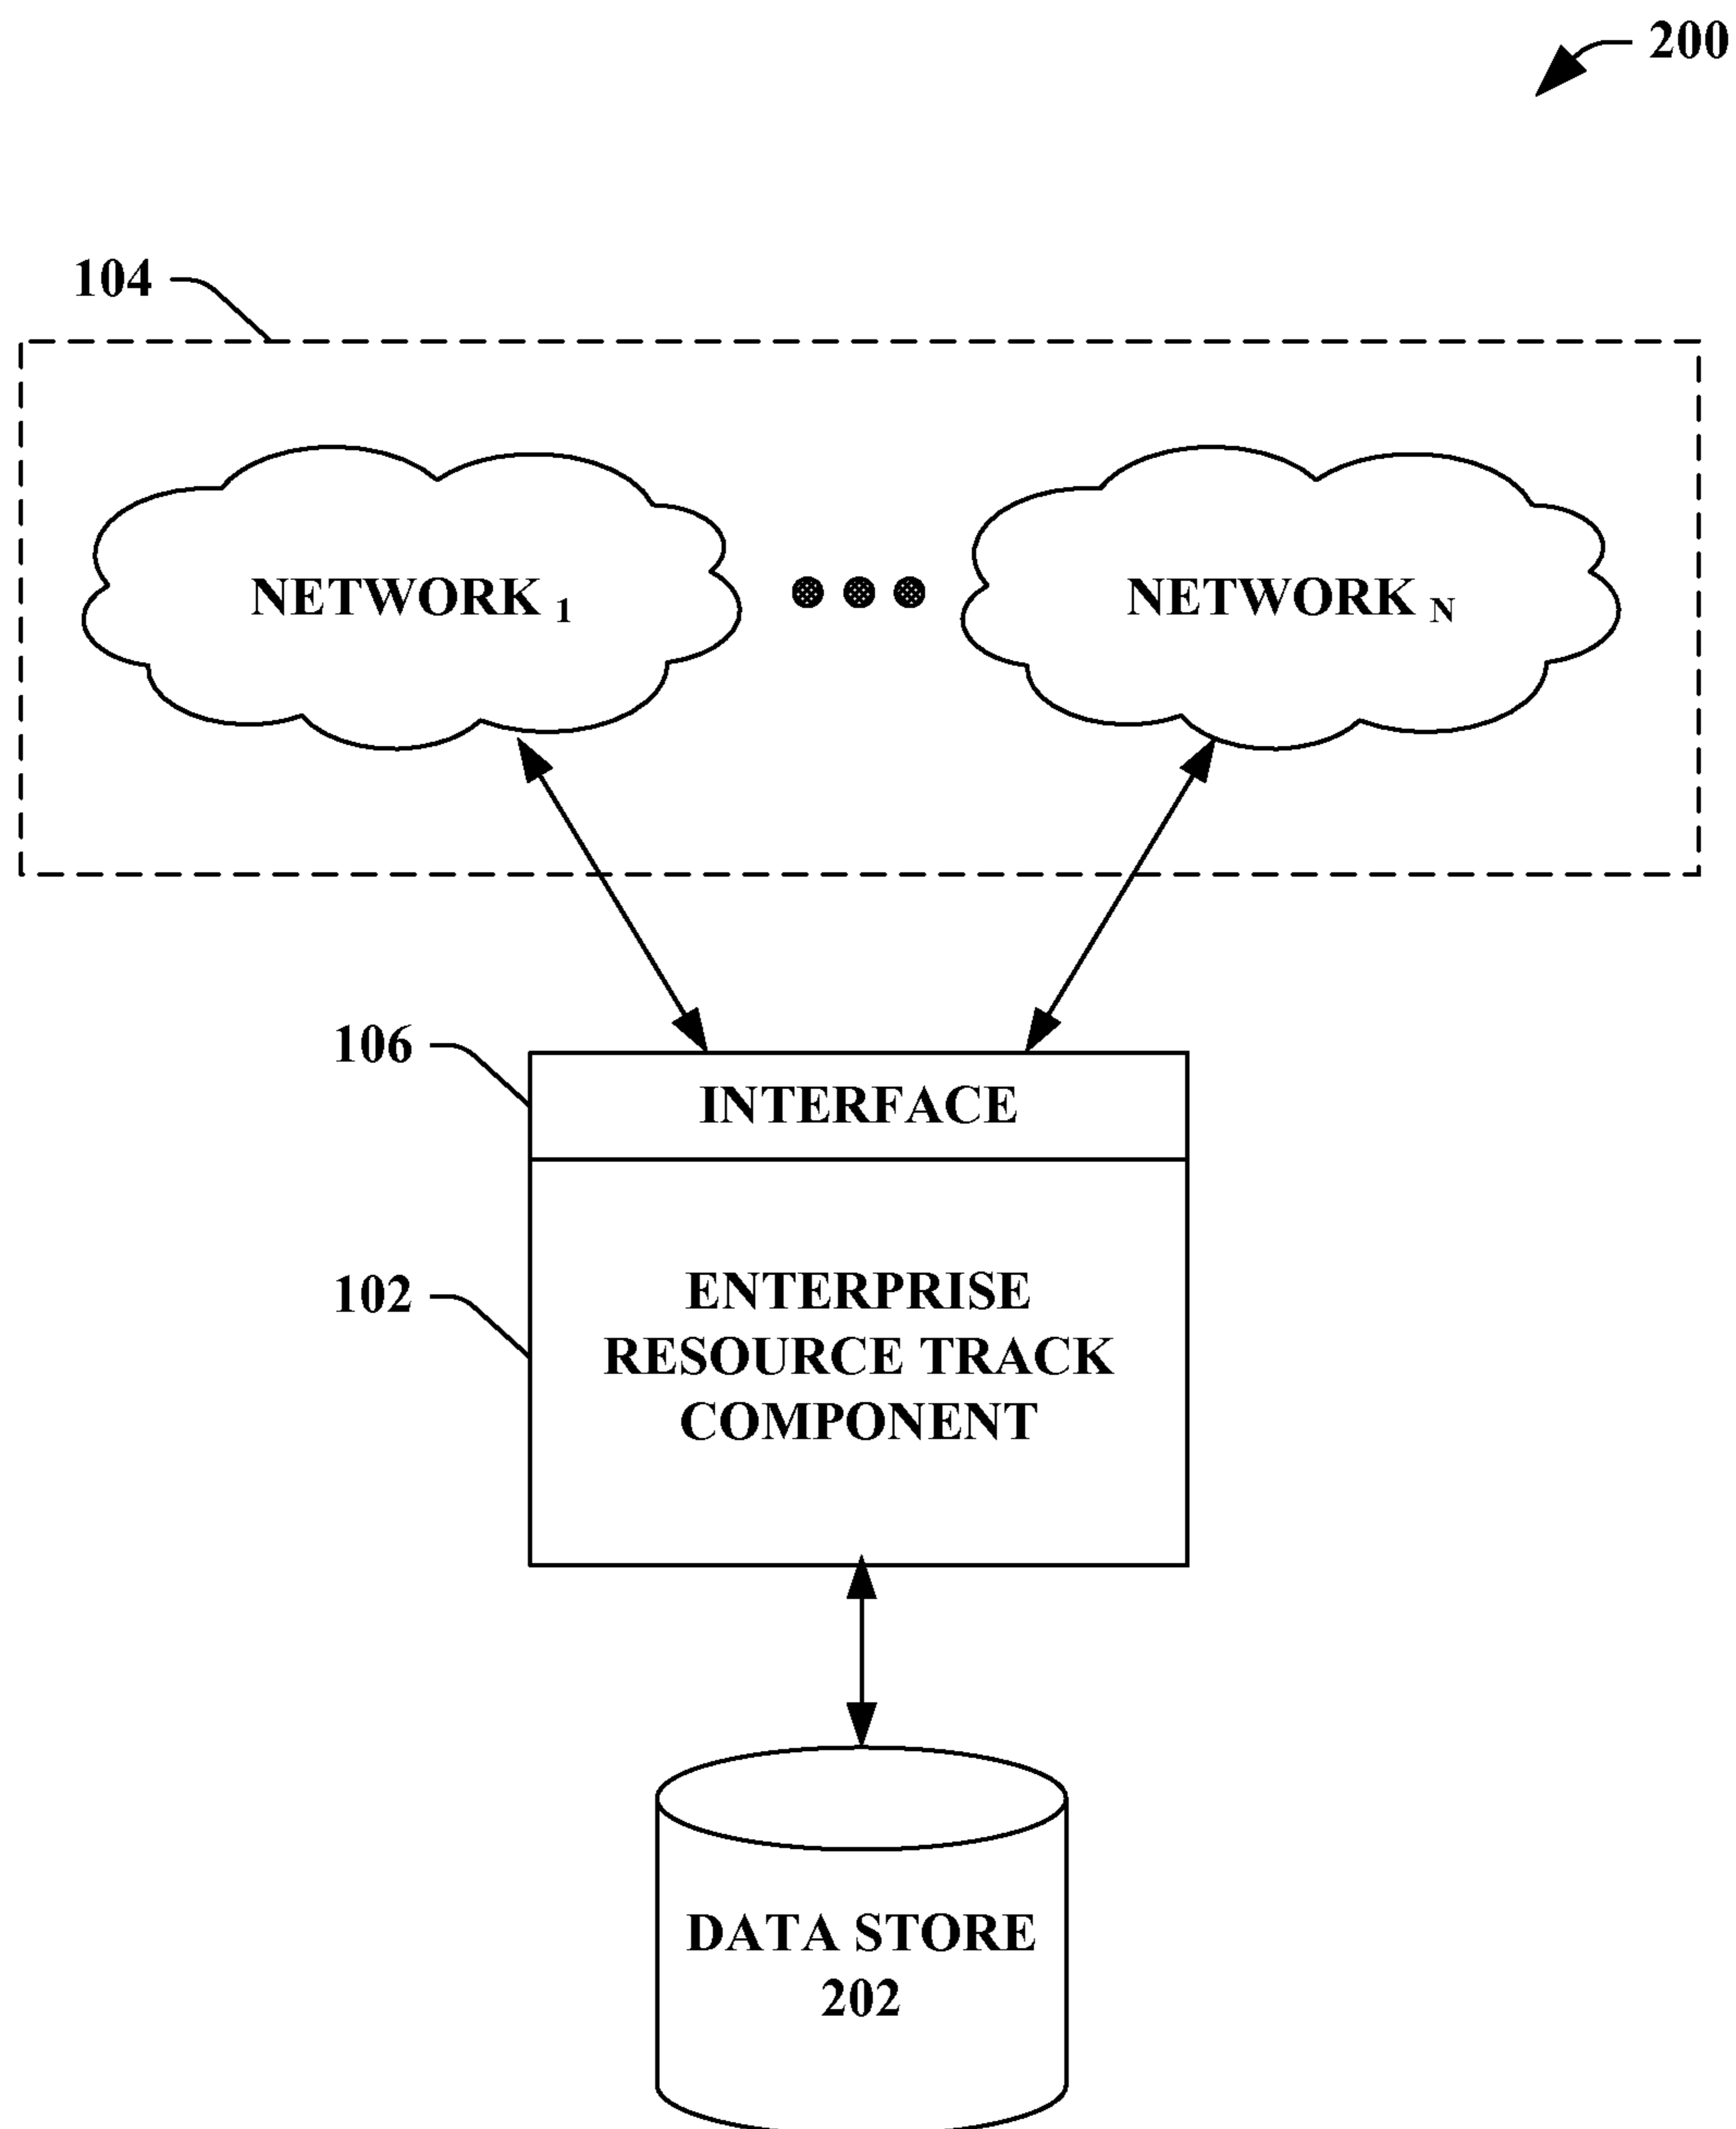 200
104
NETWORK 1
NETWORK N
106
INTERFACE
102
ENTERPRISE
RESOURCE TRACK
COMPONENT
DATA STORE
202